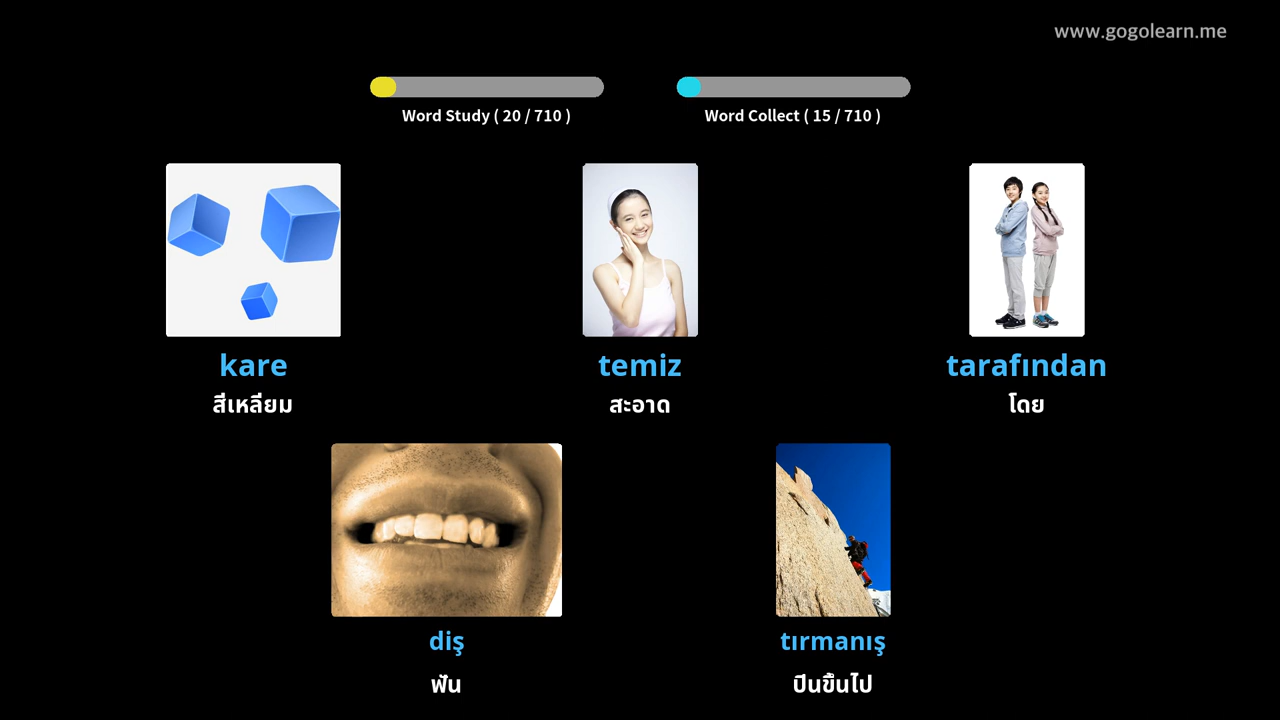 www.gogolearn.me
Word Study ( 20 / 710 )
Word Collect ( 15 / 710 )
kare
temiz
tarafından
สี่เหลี่ยม
สะอาด
โดย
diş
tırmanış
ฟัน
ปีนขึ้นไป